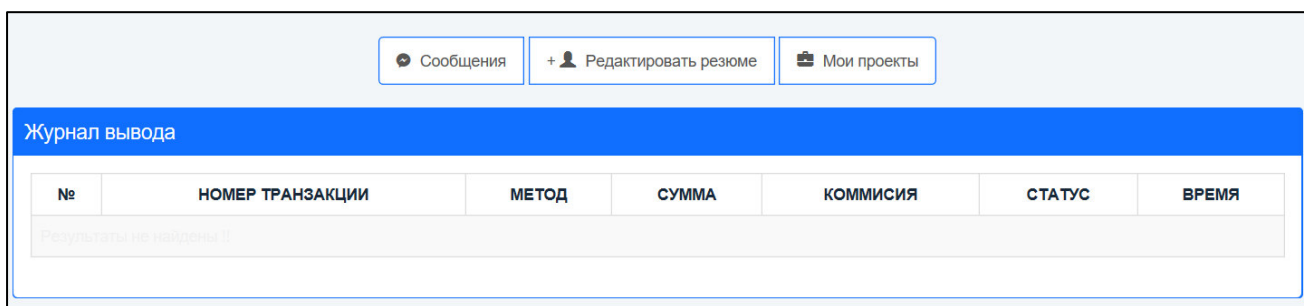 Сообщения + Редактировать резюме Мои проекты
Журнал вывода
№ НОМЕР ТРАНЗАКЦИИ МЕТОД СУММА КОММИСИЯ СТАТУС ВРЕМЯ
Результаты не найдены !!